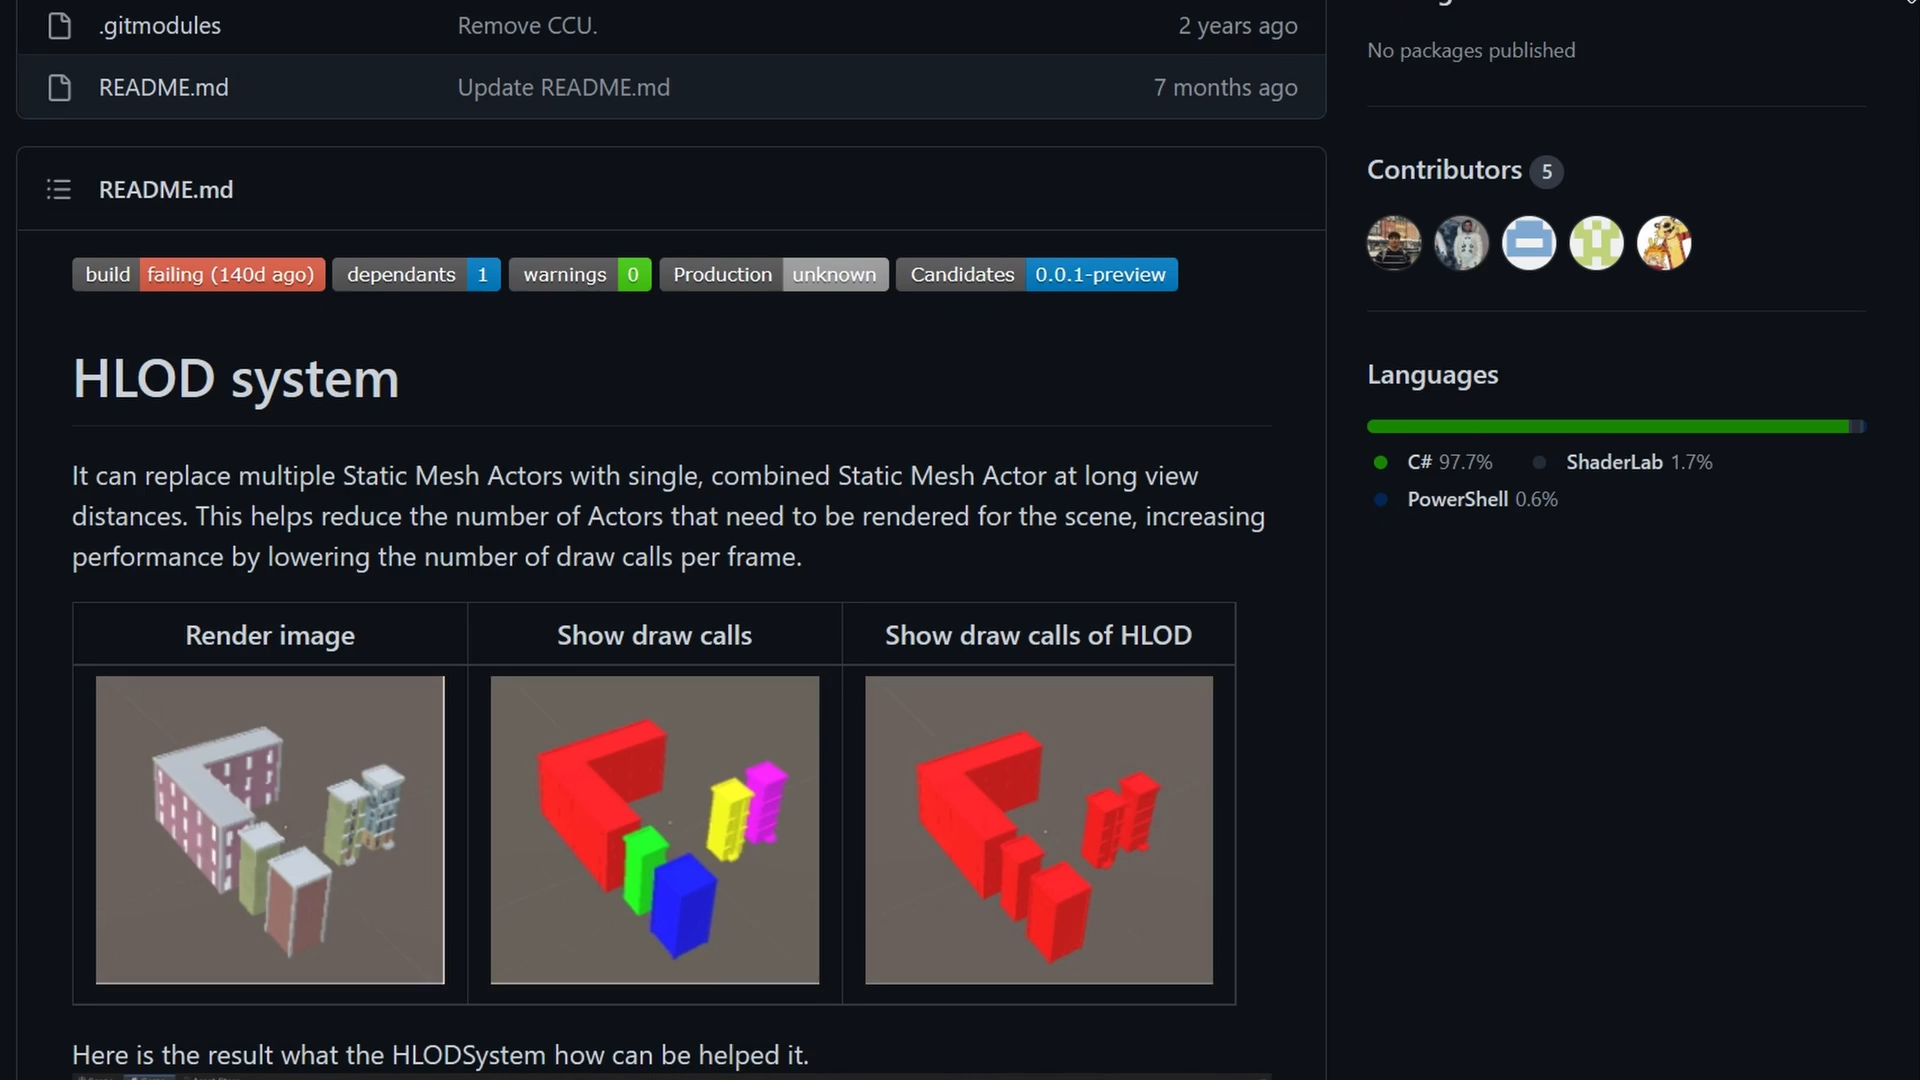 .gitmodules Remove CCU. 2 years ago
No packages published
README.md Update README.md 7 months ago
Contributors 5
README.md
build failing (140d ago) dependants 1 warnings 0 Production unknown Candidates 0.0.1-preview
HLOD system
Languages
C# 97.7% ShaderLab 1.7%
PowerShell 0.6%
It can replace multiple Static Mesh Actors with single, combined Static Mesh Actor at long view
distances. This helps reduce the number of Actors that need to be rendered for the scene, increasing
performance by lowering the number of draw calls per frame.
Render image Show draw calls Show draw calls of HLOD
Here is the result what the HLODSystem how can be helped it.